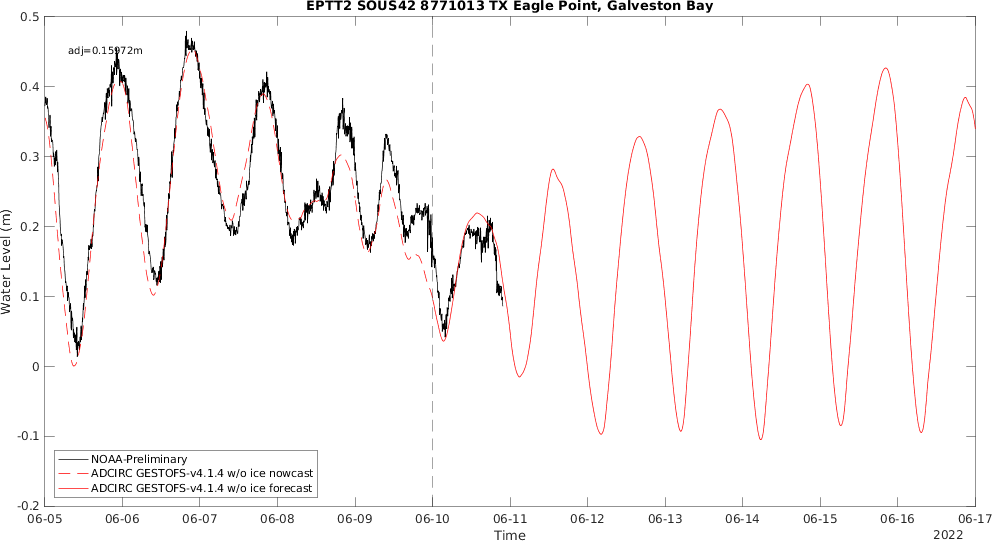 EPTT2 SOUS42 8771013 TX Eagle Point, Galveston Bay
adj=0.15972m
0.5
0.4
0.3
0.2
0.1
0
-0.1
-0.2
Water Level (m)
NOAA-Preliminary
ADCIRC GESTOFS-v4.1.4 w/o ice nowcast
ADCIRC GESTOFS-v4.1.4 w/o ice forecast
06-05 06-06 06-07 06-08 06-09 06-10 06-11 06-12 06-13 06-14 06-15 06-16 06-17
Time
2022